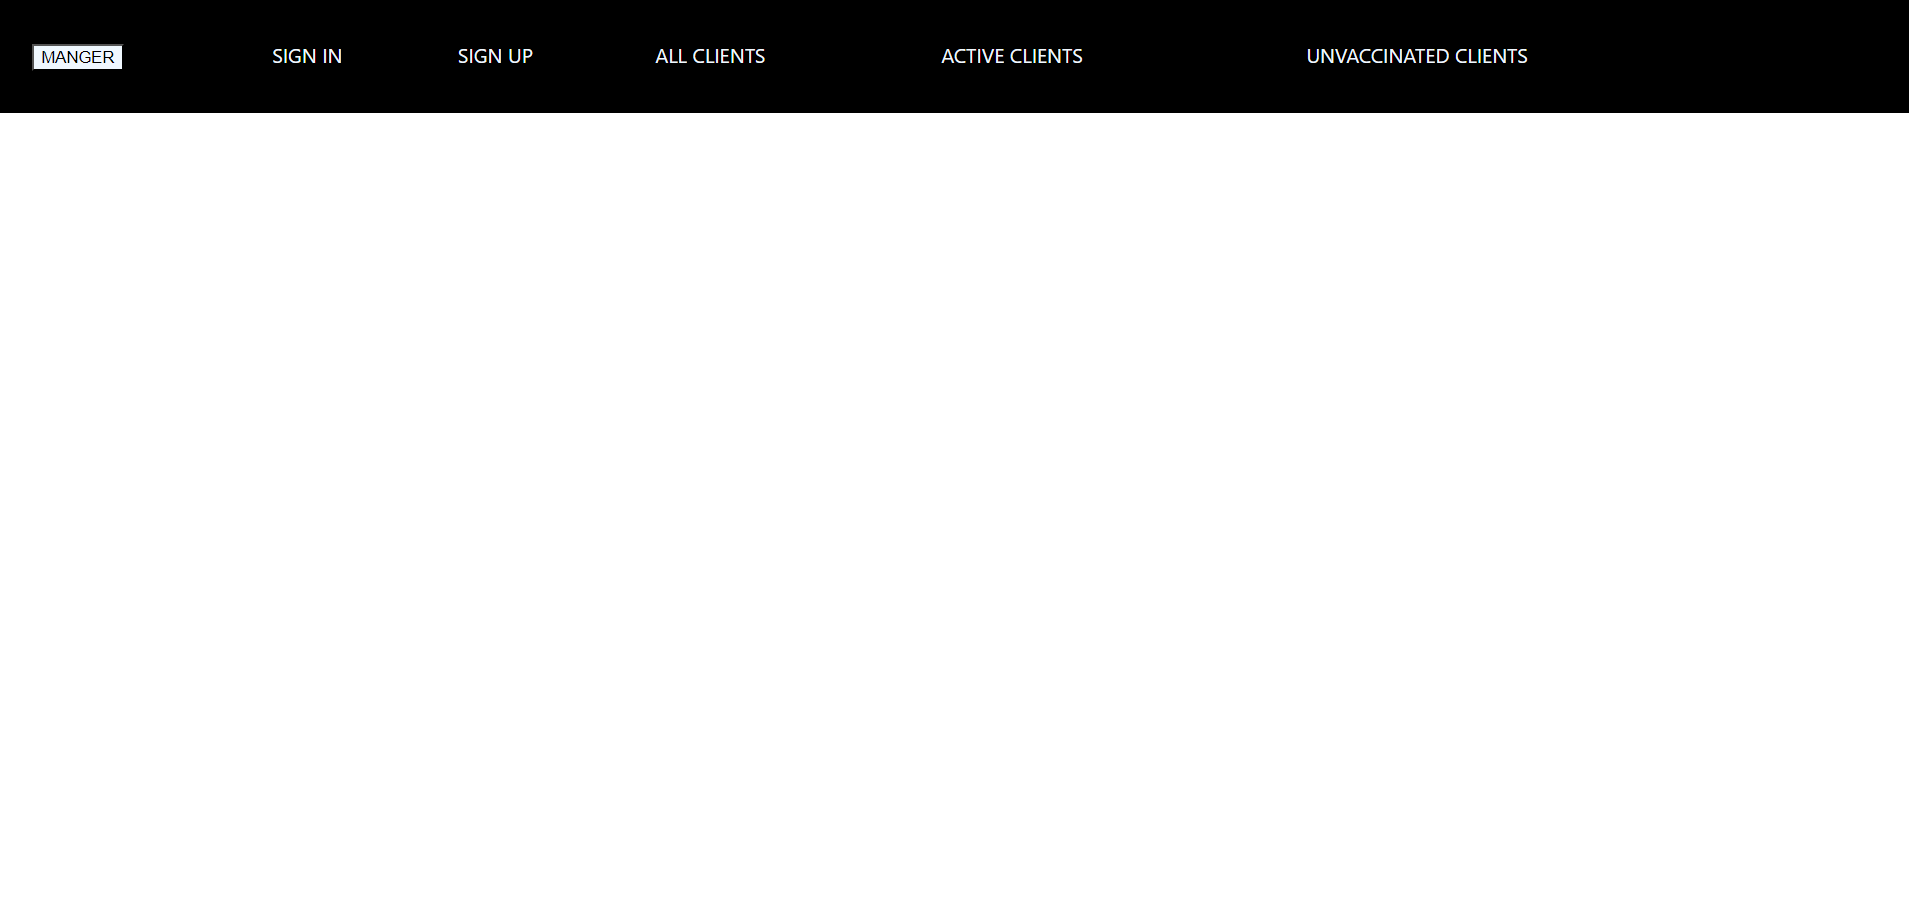 MANGER SIGN IN SIGN UP ALL CLIENTS ACTIVE CLIENTS UNVACCINATED CLIENTS